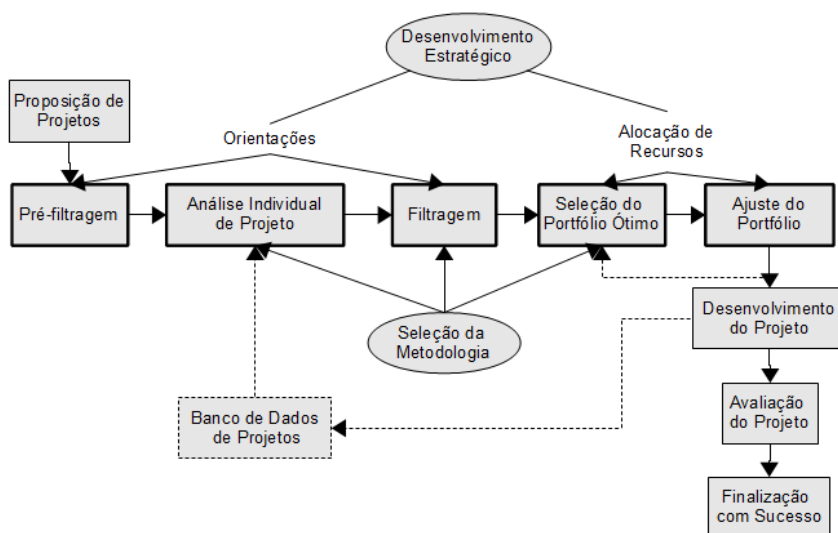 Desenvolvimento
Estratégico
Proposição de
Projetos
Orientações
Alocação de
Recursos
Pré-filtragem
Análise Individual
de Projeto
Filtragem
Seleção do
Portfólio Ótimo
Ajuste do
Portfólio
Desenvolvimento
do Projeto
Seleção da
Metodologia
Banco de Dados
de Projetos
Avaliação
do Projeto
Finalização
com Sucesso